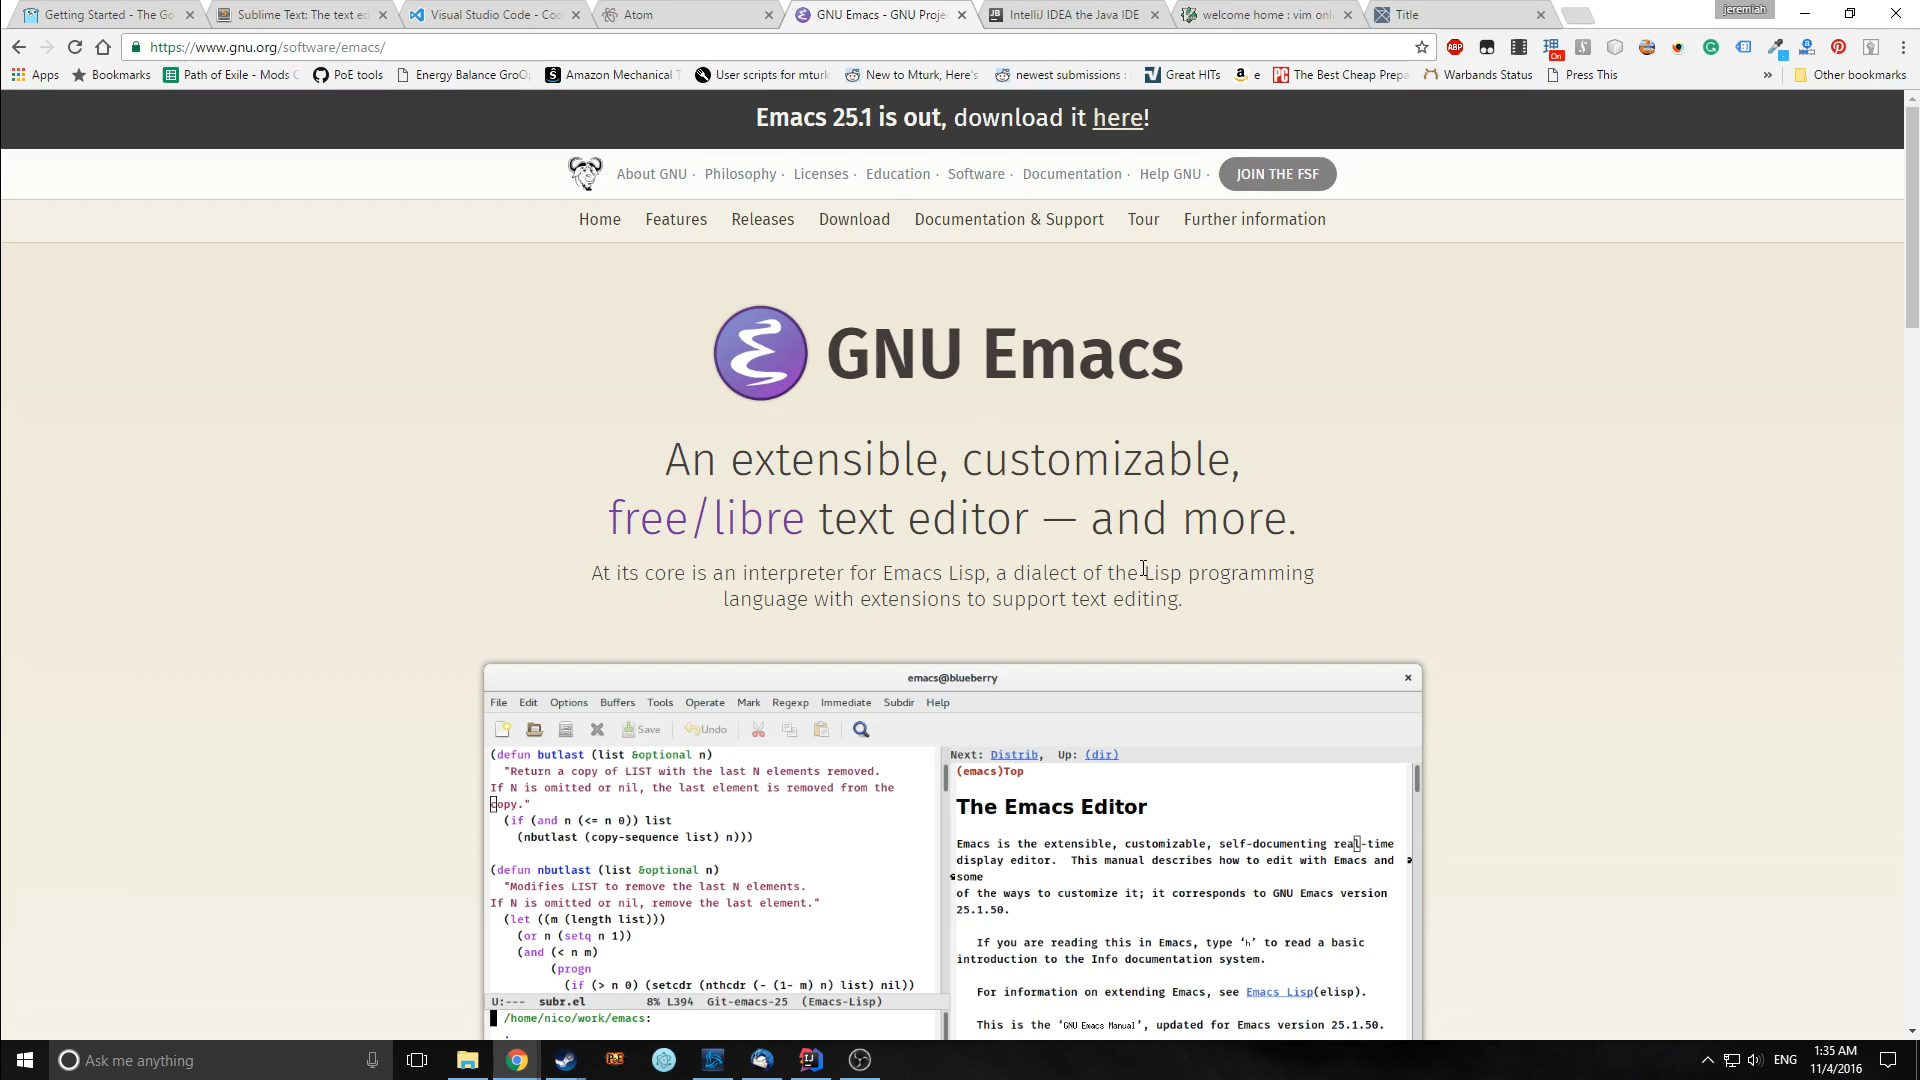 Getting Started - The Go
Sublime Text: The text ed
Visual Studio Code - Cod
Atom
GNU Emacs - GNU Proje
IntelliJ IDEA the Java IDE
welcome home : vim onli
Title
jeremiah
https://www.gnu.org/software/emacs/
ABP
On
Apps
Bookmarks
Path of Exile - Mods
PoE tools
Energy Balance GroO
Amazon Mechanical T
User scripts for mturk
New to Mturk, Here's
newest submissions :
Great HITs
e
The Best Cheap Prepa
Warbands Status
Press This
»
Other bookmarks
Emacs 25.1 is out, download it here!
About GNU · Philosophy · Licenses · Education · Software · Documentation · Help GNU · JOIN THE FSF
Home Features Releases Download Documentation & Support Tour Further information
GNU Emacs
An extensible, customizable,
free/libre text editor — and more.
At its core is an interpreter for Emacs Lisp, a dialect of the Lisp programming
language with extensions to support text editing.
emacs@blueberry
File Edit Options Buffers Tools Operate Mark Regexp Immediate Subdir Help
Save Undo
(defun butlast (list &optional n)
"Return a copy of LIST with the last N elements removed.
If N is omitted or nil, the last element is removed from the
copy."
(if (and n (<= n 0)) list
(nbutlast (copy-sequence list) n)))
(defun nbutlast (list &optional n)
"Modifies LIST to remove the last N elements.
If N is omitted or nil, remove the last element."
(let ((m (length list)))
(or n (setq n 1))
(and (< n m)
(progn
(if (> n 0) (setcdr (nthcdr (- (1- m) n) list) nil))
U:--- subr.el 8% L394 Git-emacs-25 (Emacs-Lisp)
/home/nico/work/emacs:
Next: Distrib, Up: (dir)
(emacs)Top
The Emacs Editor
Emacs is the extensible, customizable, self-documenting real-time
display editor. This manual describes how to edit with Emacs and
some
of the ways to customize it; it corresponds to GNU Emacs version
25.1.50.
If you are reading this in Emacs, type ‘h’ to read a basic
introduction to the Info documentation system.
For information on extending Emacs, see Emacs Lisp(elisp).
This is the ‘GNU Emacs Manual’, updated for Emacs version 25.1.50.
Ask me anything
ENG
1:35 AM
11/4/2016